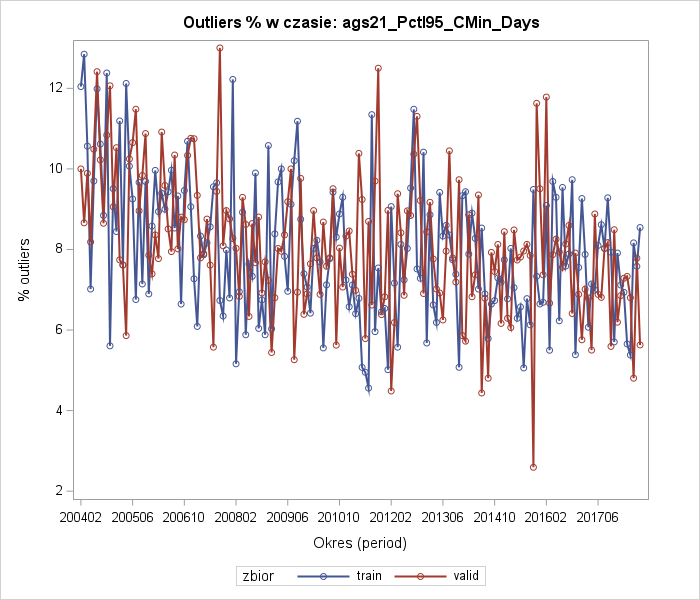 Outliers % w czasie: ags21_Pctl95_CMin_Days
% outliers
12
10
8
6
4
2
200402 200506 200610 200802 200906 201010 201202 201306 201410 201602 201706
Okres (period)
zbior train valid